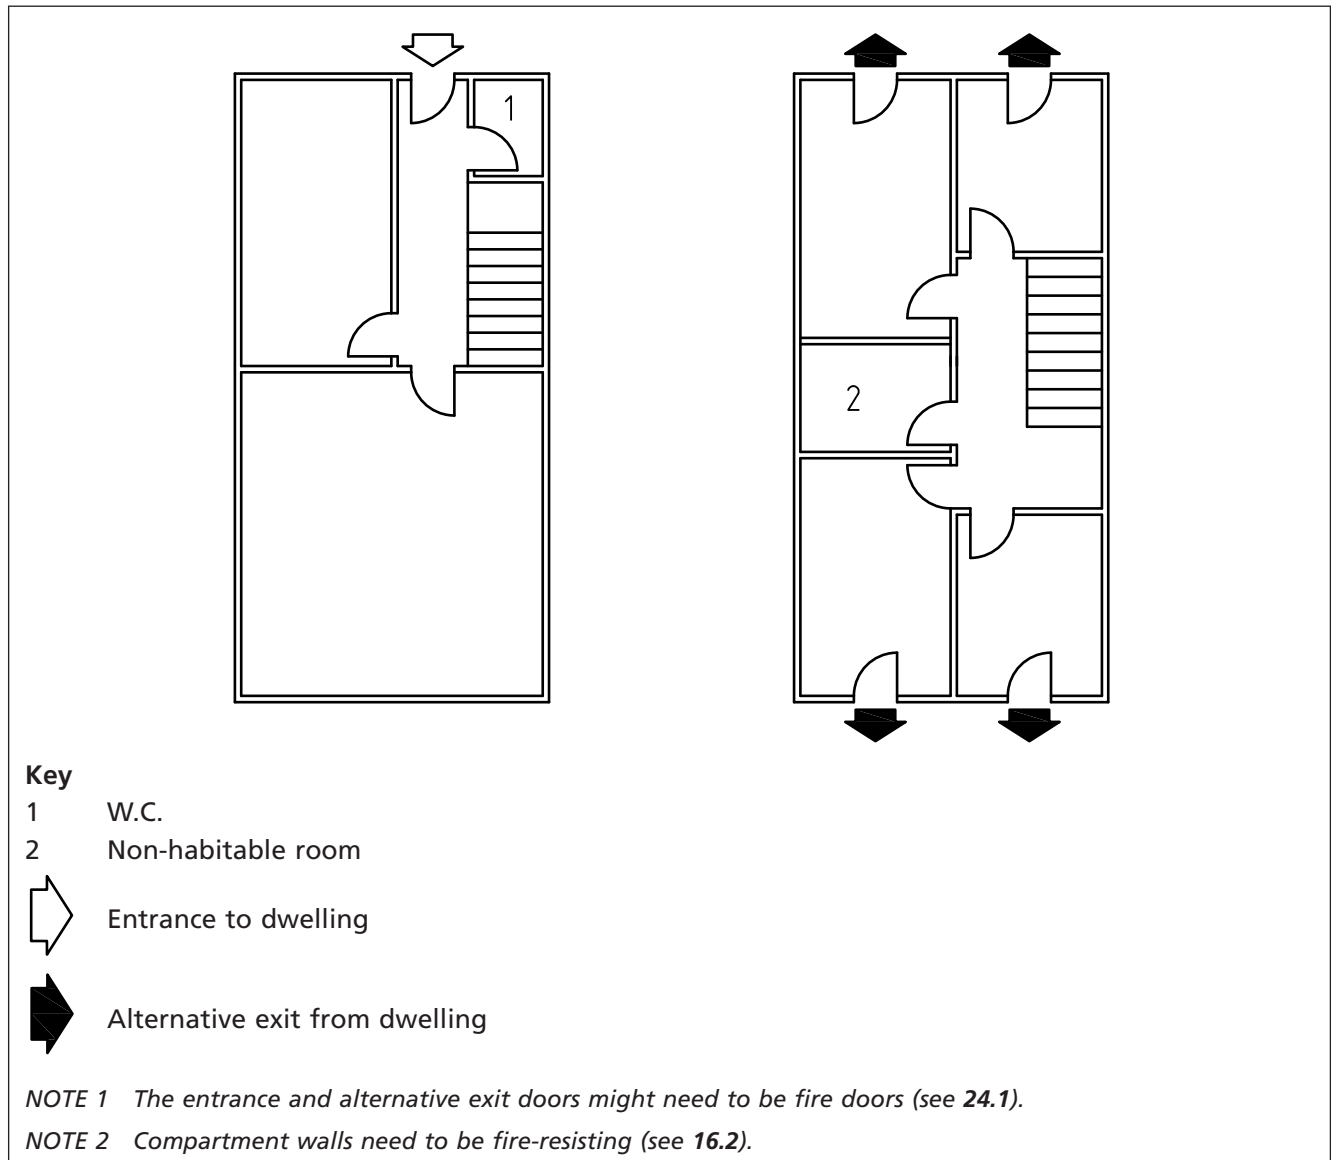 1
2
Key
1 W.C.
2 Non-habitable room
Entrance to dwelling
Alternative exit from dwelling
NOTE 1 The entrance and alternative exit doors might need to be fire doors (see 24.1).
NOTE 2 Compartment walls need to be fire-resisting (see 16.2).